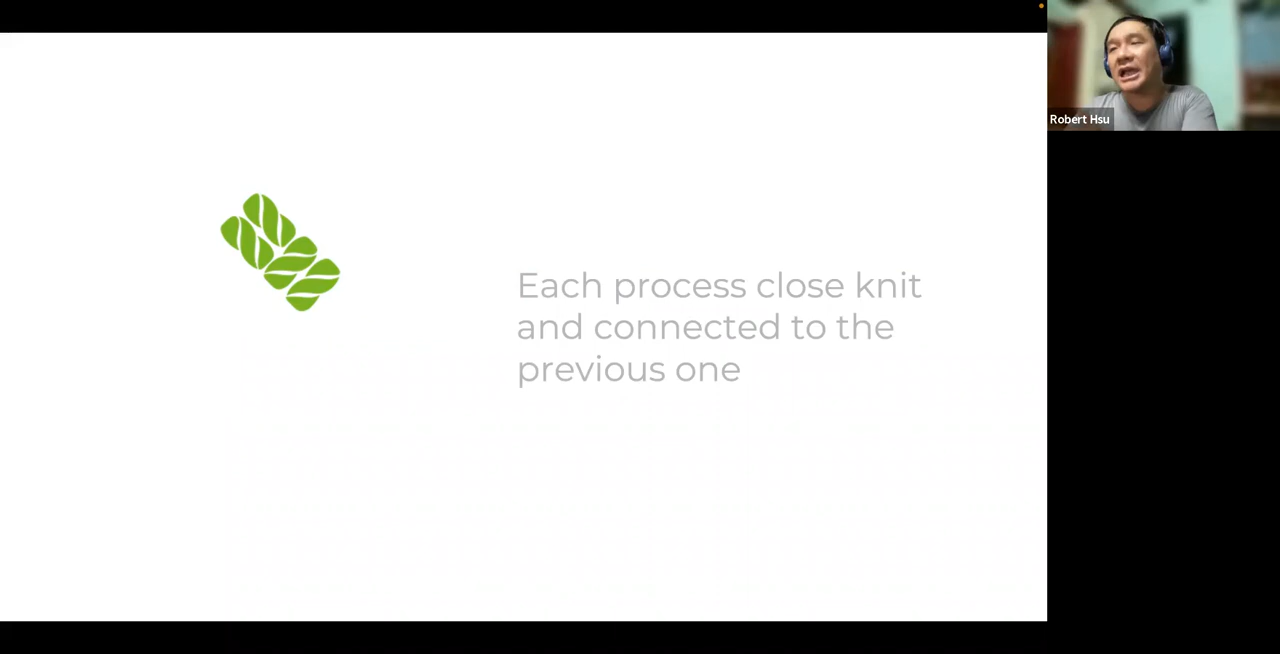 Each process close knit
and connected to the
previous one
Robert Hsu